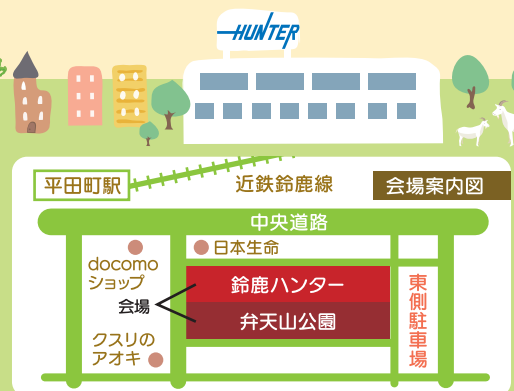 HUNTER
平田町駅
近鉄鈴鹿線
会場案内図
中央道路
docomo
ショップ
日本生命
会場
鈴鹿ハンター
弁天山公園
クスリの
アオキ
東側駐車場